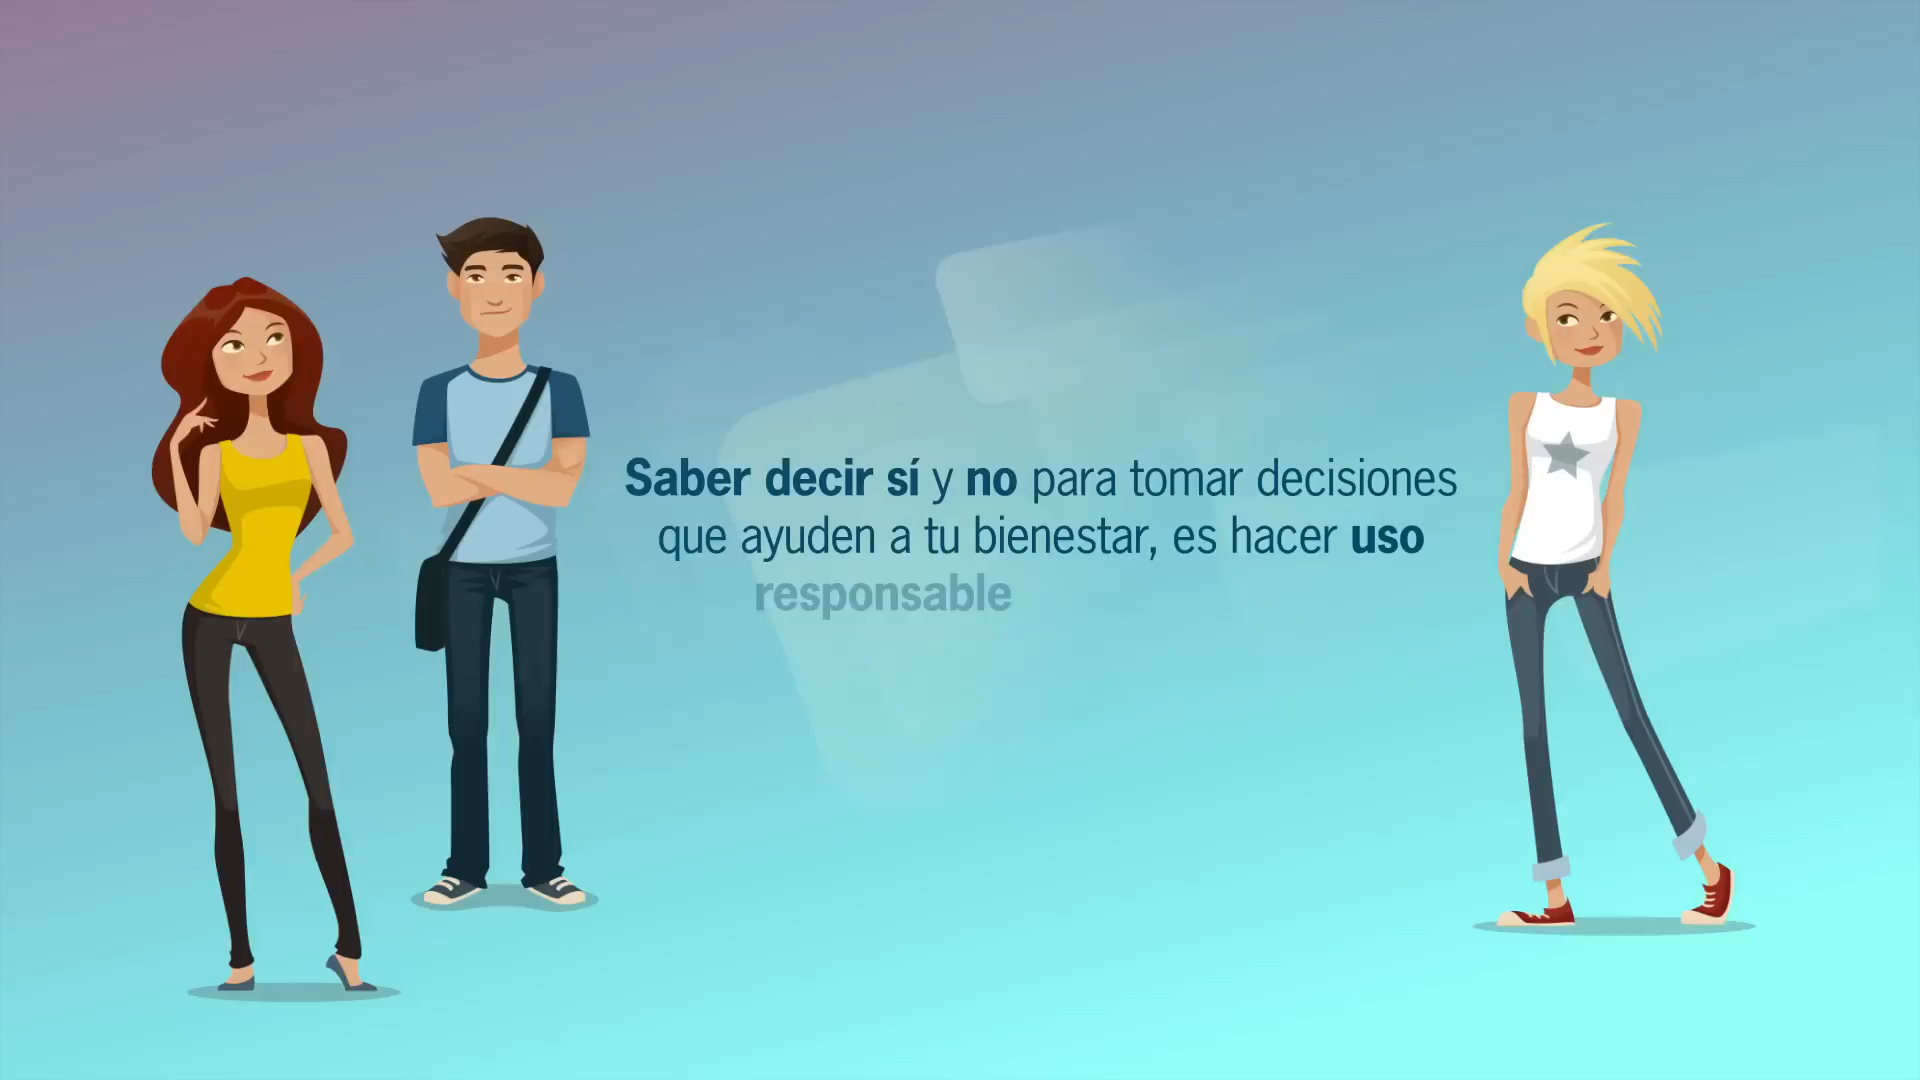 Saber decir sí y no para tomar decisiones
que ayuden a tu bienestar, es hacer uso
responsable